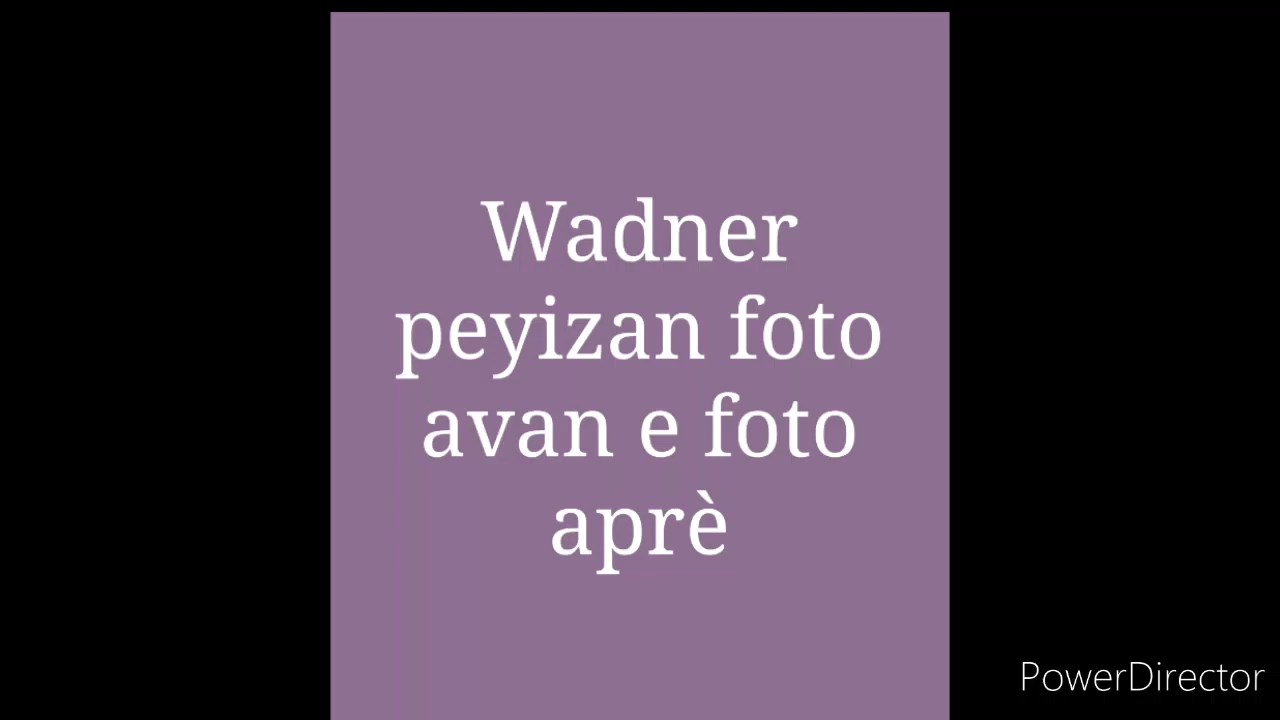 Wadner
peyizan foto
avan e foto
aprè
PowerDirector